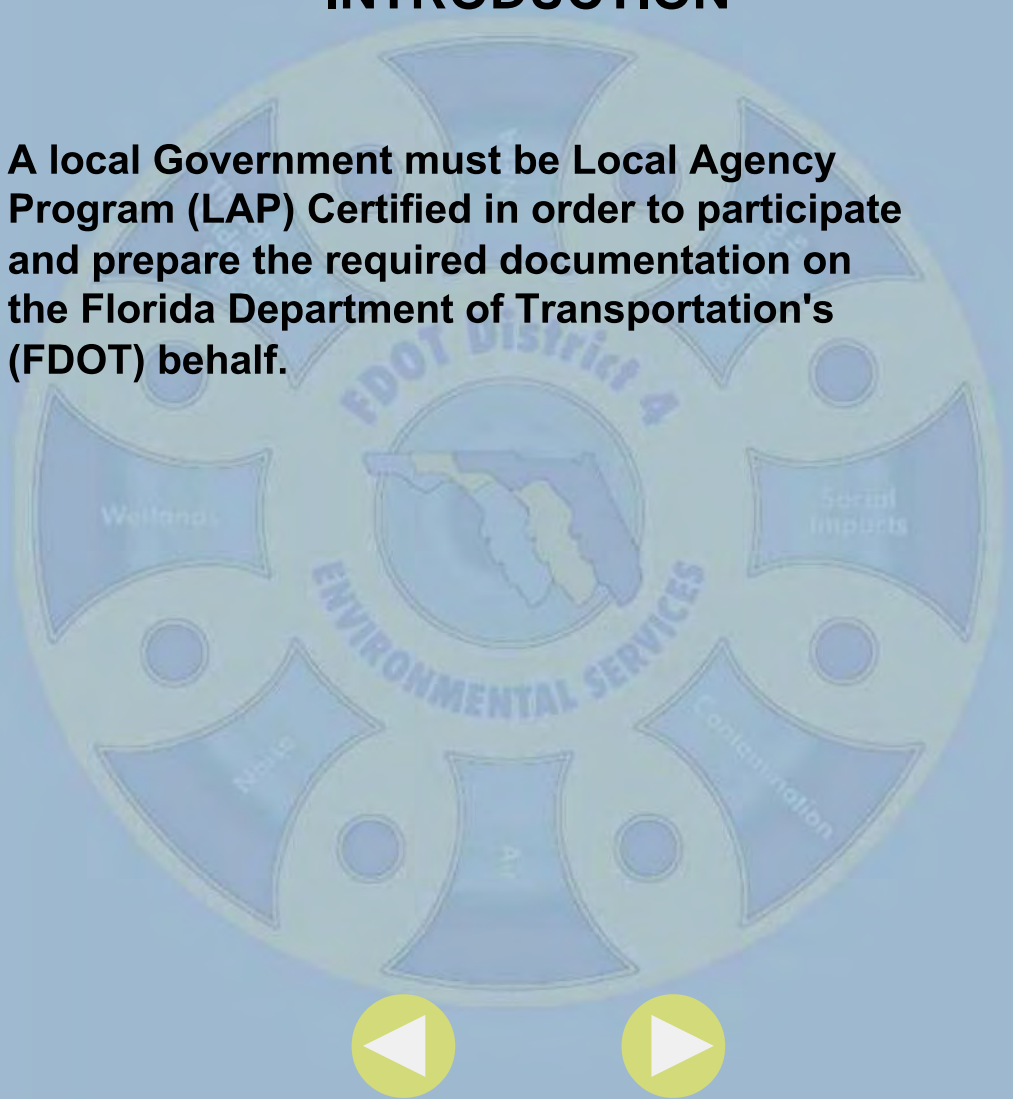 INTRODUCTION
A local Government must be Local Agency
Program (LAP) Certified in order to participate
and prepare the required documentation on
the Florida Department of Transportation's
(FDOT) behalf.
FDOT District 4
Wetlands
Social
Impacts
ENVIRONMENTAL SERVICES
Noise
Contamination
Air